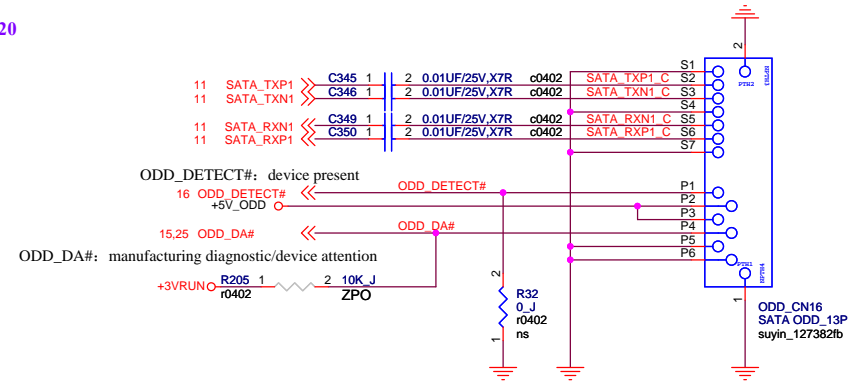 20
2
S1
C345 1 2 0.01UF/25V,X7R c0402 SATA_TXP1_C S2
11 SATA_TXP1
C346 1 2 0.01UF/25V,X7R c0402 SATA_TXN1_C S3
11 SATA_TXN1
S4
C349 1 2 0.01UF/25V,X7R c0402 SATA_RXN1_C S5
11 SATA_RXN1
C350 1 2 0.01UF/25V,X7R c0402 SATA_RXP1_C S6
11 SATA_RXP1
S7
PTH2
ODD_DETECT#：device present
16 ODD_DETECT# ODD_DETECT# P1
+5V_ODD P2
P3
15,25 ODD_DA# ODD_DA# P4
P5
ODD_DA#：manufacturing diagnostic/device attention
P6
PTH1
NPTH4
+3VRUN R205 1 2 10K_J
r0402 ZPO
2
R32
0_J
r0402
ns
1
1
ODD_CN16
SATA ODD_13P
suyin_127382fb